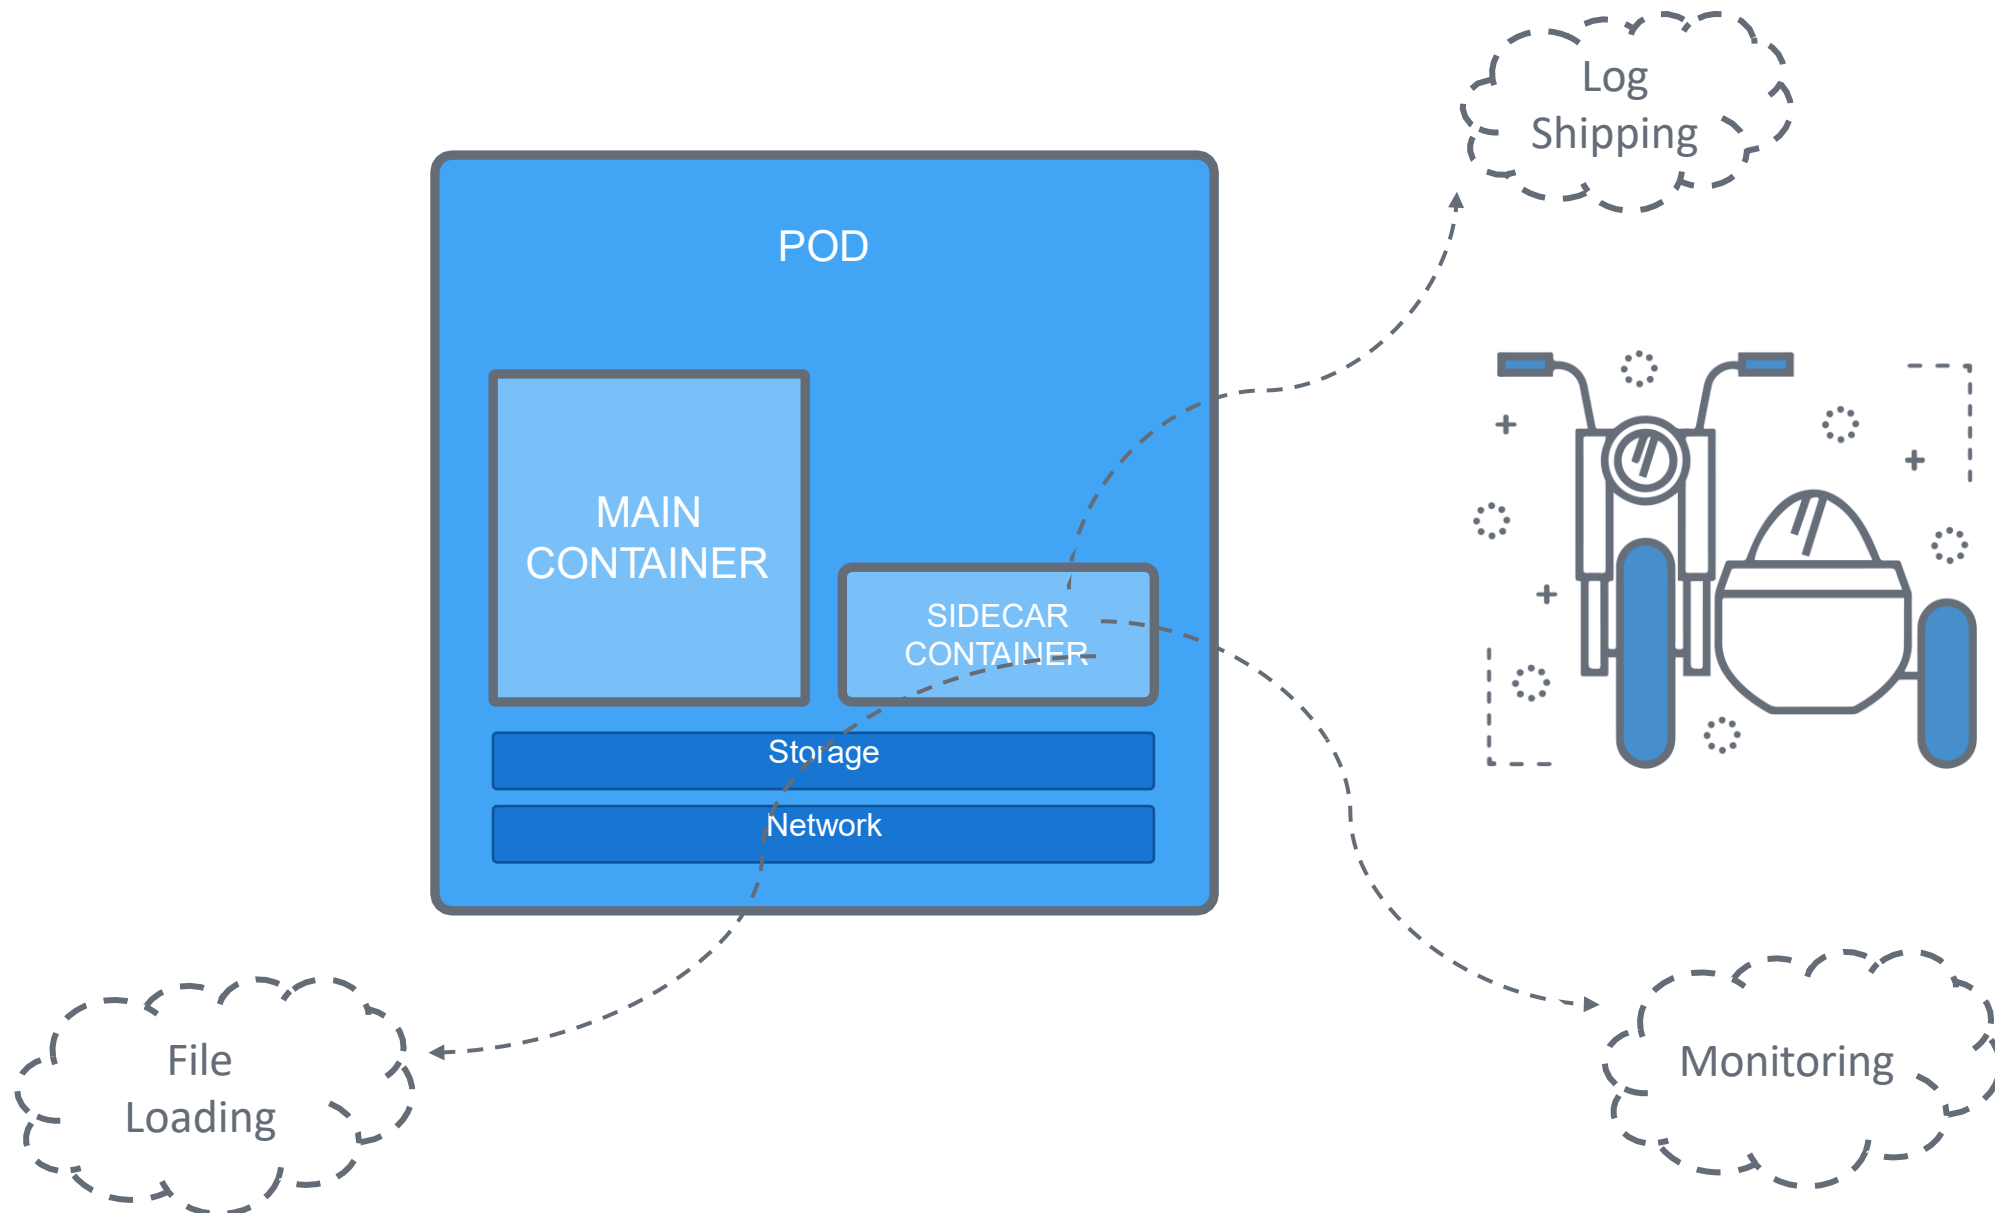 Log
Shipping
POD
MAIN
CONTAINER
SIDECAR
CONTAINER
Storage
Network
File
Loading
Monitoring